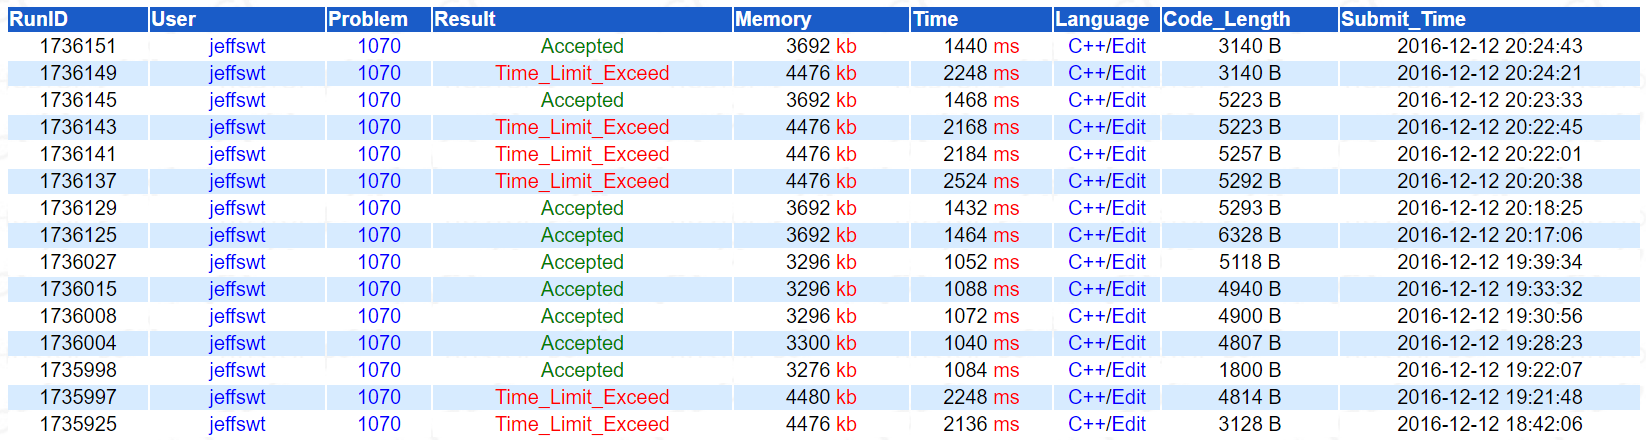 RunID User Problem Result Memory Time Language Code_Length Submit_Time
1736151 jeffswt 1070 Accepted 3692 kb 1440 ms C++/Edit 3140 B 2016-12-12 20:24:43
1736149 jeffswt 1070 Time_Limit_Exceed 4476 kb 2248 ms C++/Edit 3140 B 2016-12-12 20:24:21
1736145 jeffswt 1070 Accepted 3692 kb 1468 ms C++/Edit 5223 B 2016-12-12 20:23:33
1736143 jeffswt 1070 Time_Limit_Exceed 4476 kb 2168 ms C++/Edit 5223 B 2016-12-12 20:22:45
1736141 jeffswt 1070 Time_Limit_Exceed 4476 kb 2184 ms C++/Edit 5257 B 2016-12-12 20:22:01
1736137 jeffswt 1070 Time_Limit_Exceed 4476 kb 2524 ms C++/Edit 5292 B 2016-12-12 20:20:38
1736129 jeffswt 1070 Accepted 3692 kb 1432 ms C++/Edit 5293 B 2016-12-12 20:18:25
1736125 jeffswt 1070 Accepted 3692 kb 1464 ms C++/Edit 6328 B 2016-12-12 20:17:06
1736027 jeffswt 1070 Accepted 3296 kb 1052 ms C++/Edit 5118 B 2016-12-12 19:39:34
1736015 jeffswt 1070 Accepted 3296 kb 1088 ms C++/Edit 4940 B 2016-12-12 19:33:32
1736008 jeffswt 1070 Accepted 3296 kb 1072 ms C++/Edit 4900 B 2016-12-12 19:30:56
1736004 jeffswt 1070 Accepted 3300 kb 1040 ms C++/Edit 4807 B 2016-12-12 19:28:23
1735998 jeffswt 1070 Accepted 3276 kb 1084 ms C++/Edit 1800 B 2016-12-12 19:22:07
1735997 jeffswt 1070 Time_Limit_Exceed 4480 kb 2248 ms C++/Edit 4814 B 2016-12-12 19:21:48
1735925 jeffswt 1070 Time_Limit_Exceed 4476 kb 2136 ms C++/Edit 3128 B 2016-12-12 18:42:06